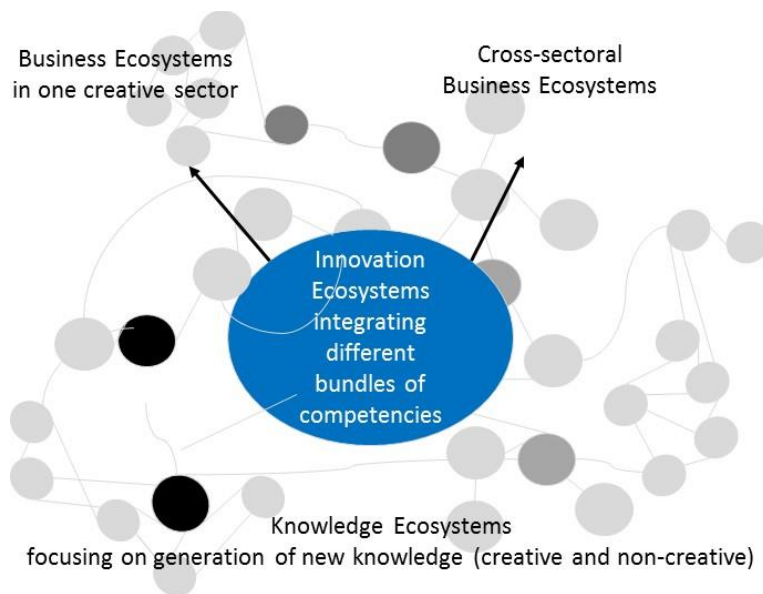 Business Ecosystems
in one creative sector
Cross-sectoral
Business Ecosystems
Innovation
Ecosystems
integrating
different
bundles of
competencies
Knowledge Ecosystems
focusing on generation of new knowledge (creative and non-creative)